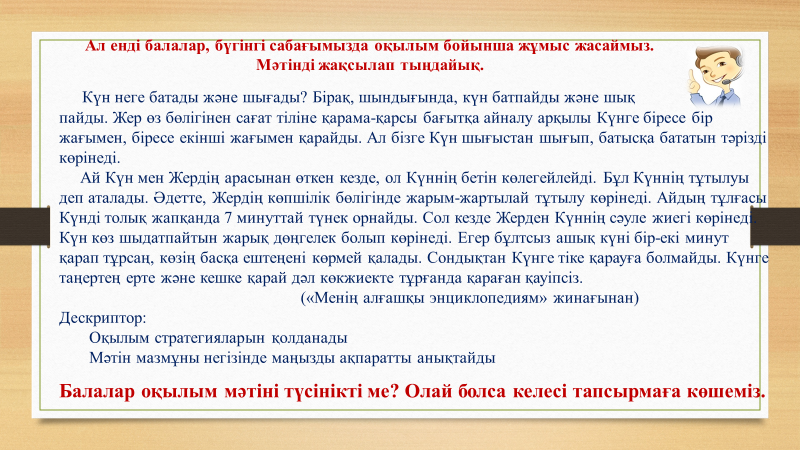 Ал енді балалар, бүгінгі сабағымызда оқылым бойынша жұмыс жасаймыз.
Мәтінді жақсылап тыңдайық.
Күн неге батады және шығады? Бірақ, шындығында, күн батпайды және шық
пайды. Жер өз бөлігінен сағат тіліне қарама-қарсы бағытқа айналу арқылы Күнге біресе бір
жағымен, біресе екінші жағымен қарайды. Ал бізге Күн шығыстан шығып, батысқа бататын тәрізді
көрінеді.
Ай Күн мен Жердің арасынан өткен кезде, ол Күннің бетін көлегейлейді. Бұл Күннің тұтылуы
деп аталады. Әдетте, Жердің көпшілік бөлігінде жарым-жартылай тұтылу көрінеді. Айдың тұлғасы
Күнді толық жапқанда 7 минуттай түнек орнайды. Сол кезде Жерден Күннің сәуле жиегі көрінеді.
Күн көз шыдатпайтын жарық дөңгелек болып көрінеді. Егер бұлтсыз ашық күні бір-екі минут
қарап тұрсаң, көзің басқа ештеңені көрмей қалады. Сондықтан Күнге тіке қарауға болмайды. Күнге
таңертең ерте және кешке қарай дәл көкжиекте тұрғанда қараған қауіпсіз.
(«Менің алғашқы энциклопедиям» жинағынан)
Дескриптор:
Оқылым стратегияларын қолданады
Мәтін мазмұны негізінде маңызды ақпаратты анықтайды
Балалар оқылым мәтіні түсінікті ме? Олай болса келесі тапсырмаға көшеміз.